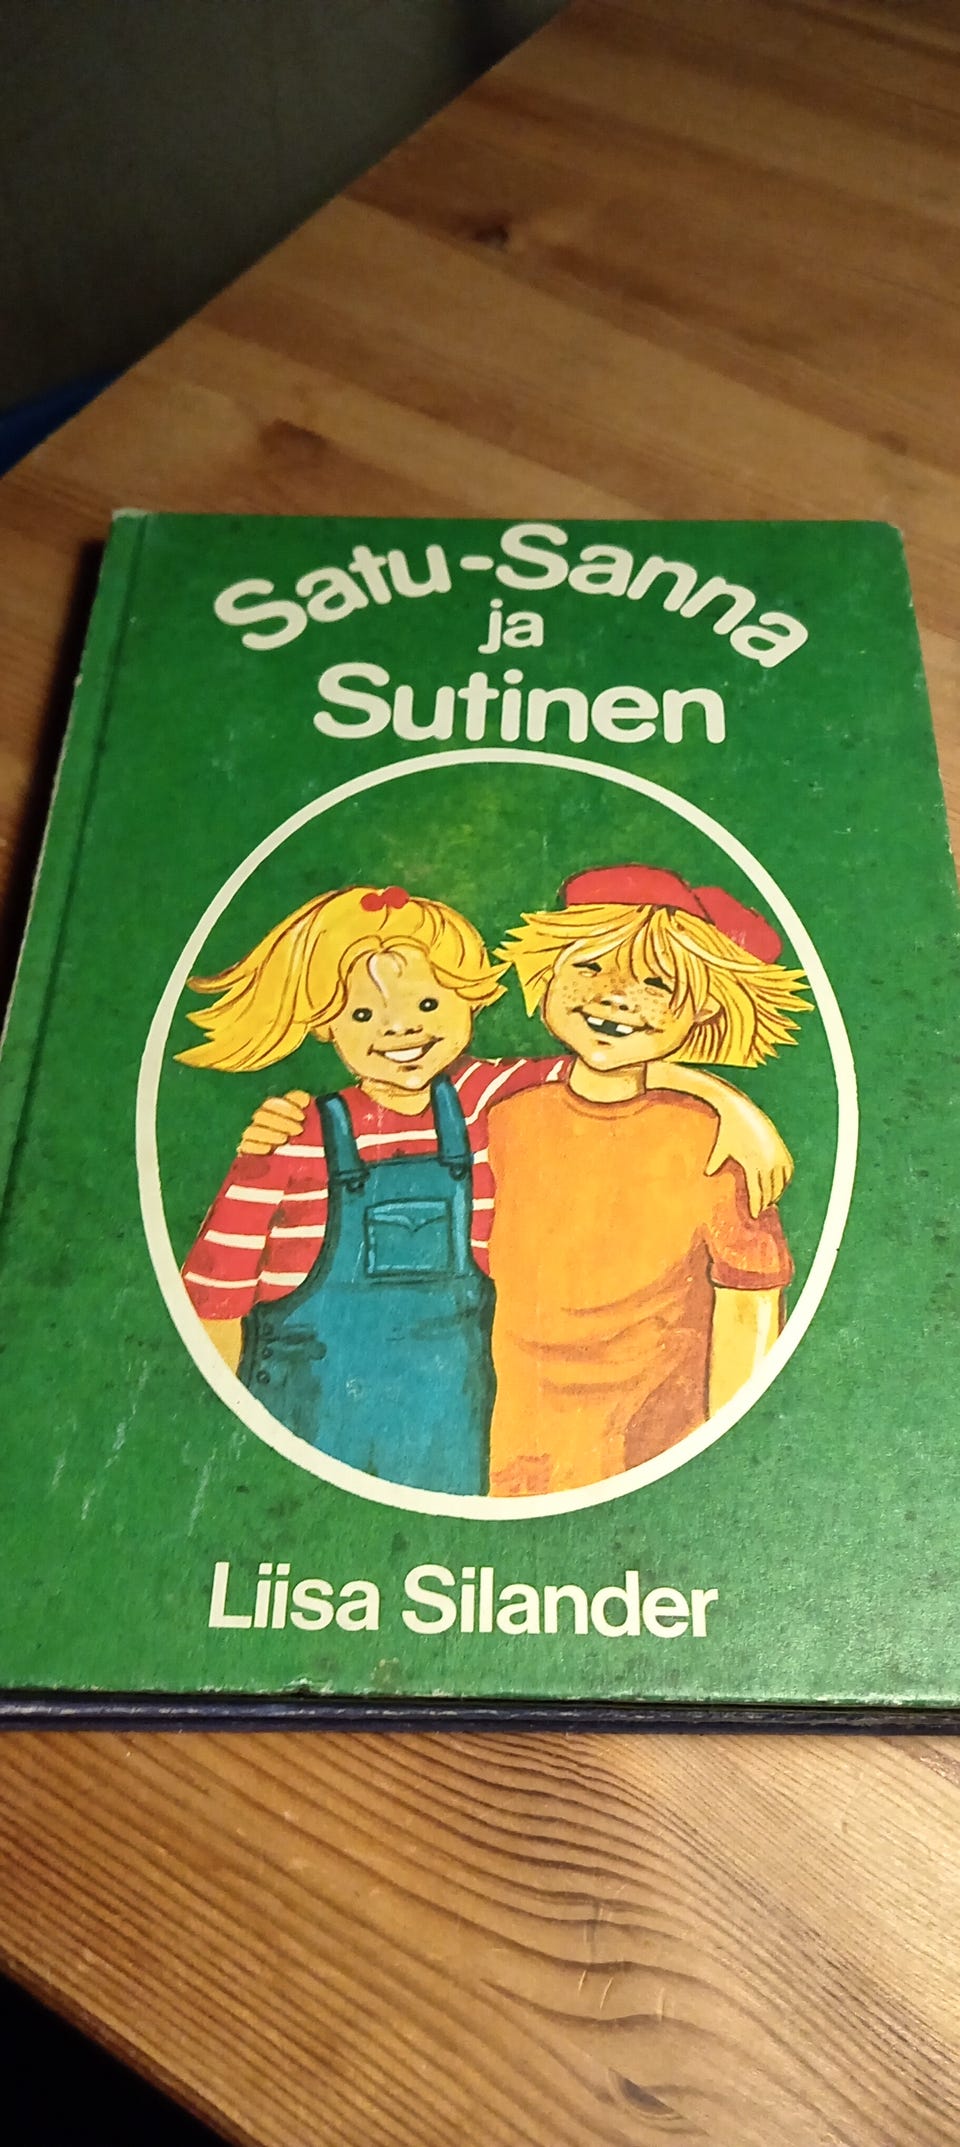 Satu-Sanna
ja
Sutinen
Liisa Silander